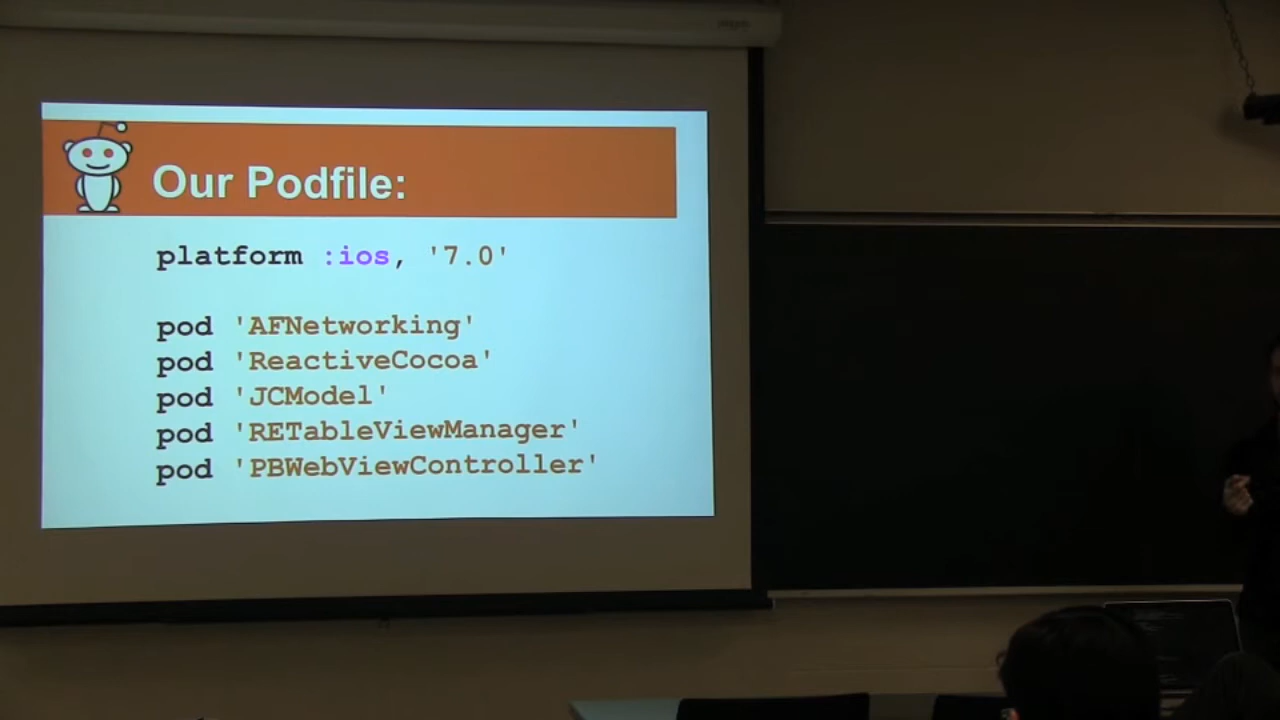 Our Podfile:
platform :ios, '7.0'
pod 'AFNetworking'
pod 'ReactiveCocoa'
pod 'JCModel'
pod 'RETableViewManager'
pod 'PBWebViewController'